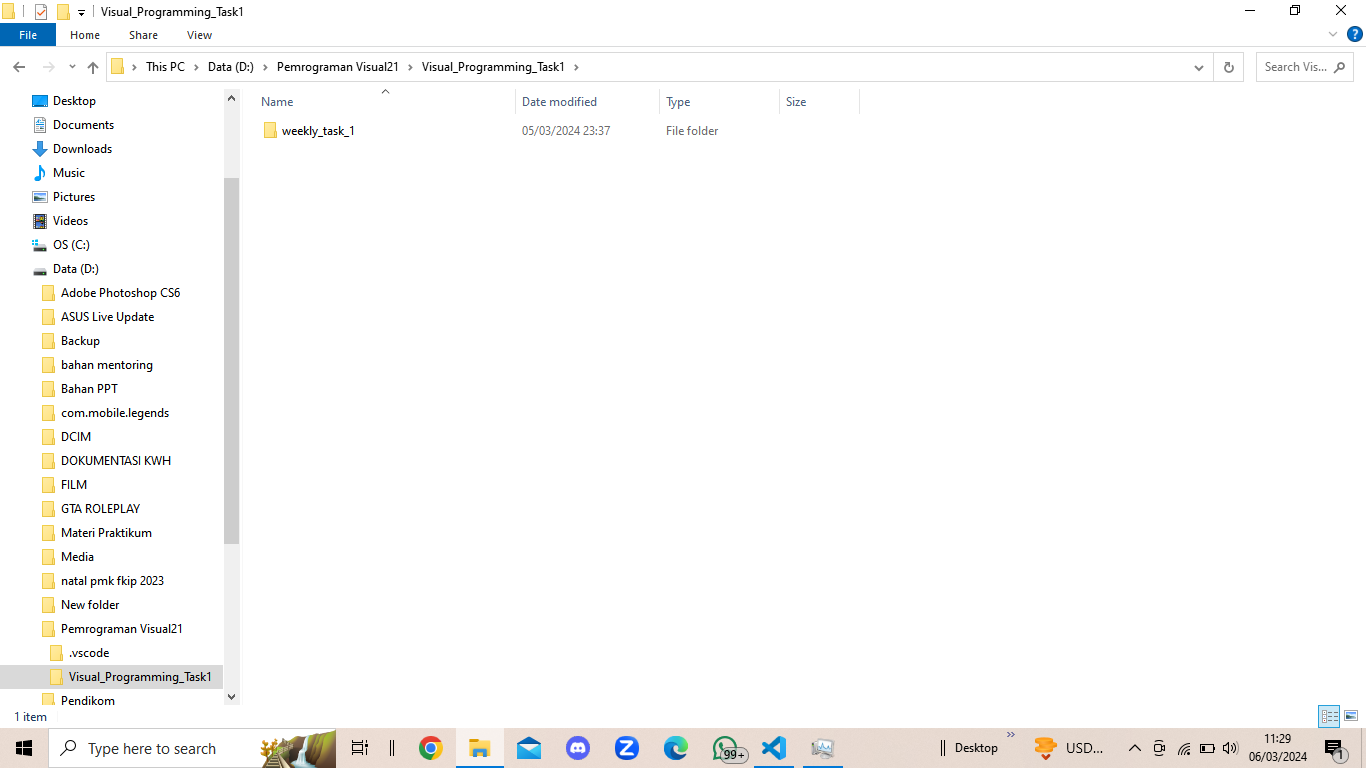 Visual_Programming_Task1
File Home Share View
This PC Data (D:) Pemrograman Visual21 Visual_Programming_Task1
Search Vis...
Name Date modified Type Size
weekly_task_1 05/03/2024 23:37 File folder
Desktop
Documents
Downloads
Music
Pictures
Videos
OS (C:)
Data (D:)
Adobe Photoshop CS6
ASUS Live Update
Backup
bahan mentoring
Bahan PPT
com.mobile.legends
DCIM
DOKUMENTASI KWH
FILM
GTA ROLEPLAY
Materi Praktikum
Media
natal pmk fkip 2023
New folder
Pemrograman Visual21
.vscode
Visual_Programming_Task1
Pendikom
1 item
Type here to search
99+
Desktop
USD...
11:29
06/03/2024
1